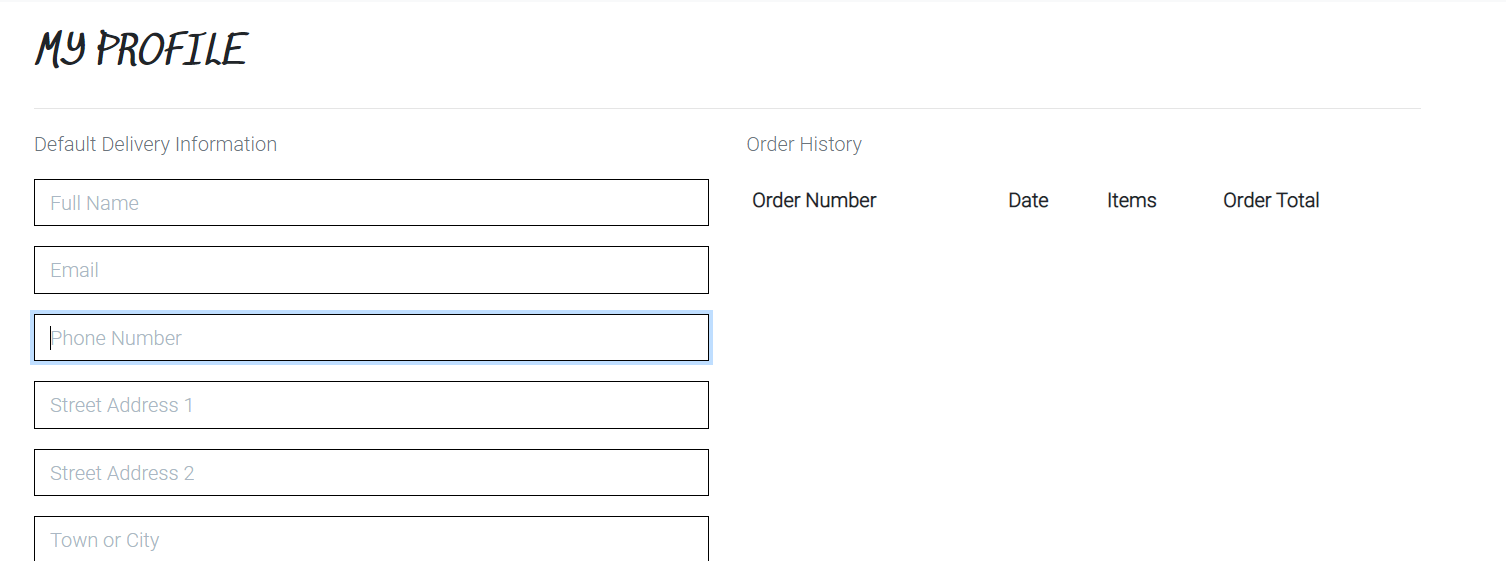 MY PROFILE
Default Delivery Information
Full Name
Email
Phone Number
Street Address 1
Street Address 2
Town or City
Order History
Order Number Date Items Order Total